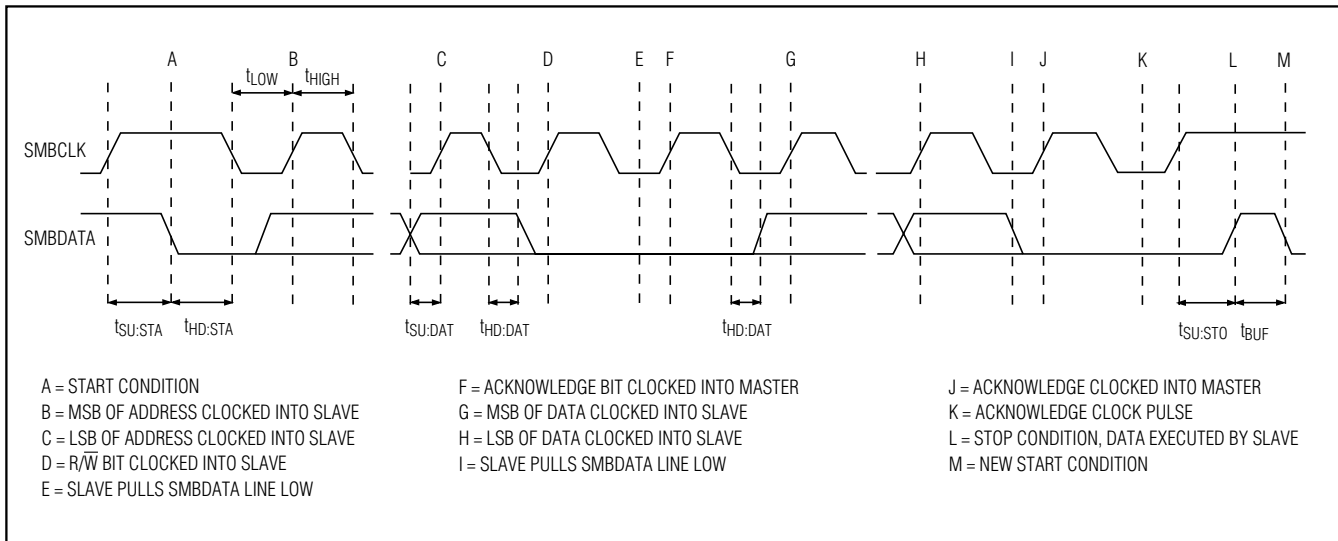 A B C D E F G H I J K L M
tLOW tHIGH
SMBCLK
SMBDATA
tSU:STA tHD:STA tSU:DAT tHD:DAT tHD:DAT tSU:STO tBUF
A = START CONDITION
B = MSB OF ADDRESS CLOCKED INTO SLAVE
C = LSB OF ADDRESS CLOCKED INTO SLAVE
D = R/W̅ BIT CLOCKED INTO SLAVE
E = SLAVE PULLS SMBDATA LINE LOW
F = ACKNOWLEDGE BIT CLOCKED INTO MASTER
G = MSB OF DATA CLOCKED INTO SLAVE
H = LSB OF DATA CLOCKED INTO SLAVE
I = SLAVE PULLS SMBDATA LINE LOW
J = ACKNOWLEDGE CLOCKED INTO MASTER
K = ACKNOWLEDGE CLOCK PULSE
L = STOP CONDITION, DATA EXECUTED BY SLAVE
M = NEW START CONDITION